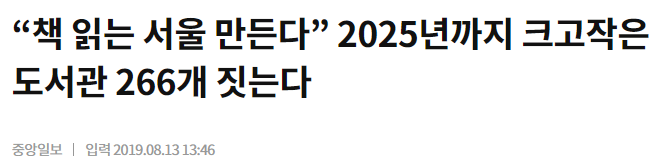 “책 읽는 서울 만든다” 2025년까지 크고작은
도서관 266개 짓는다
중앙일보 | 입력 2019.08.13 13:46